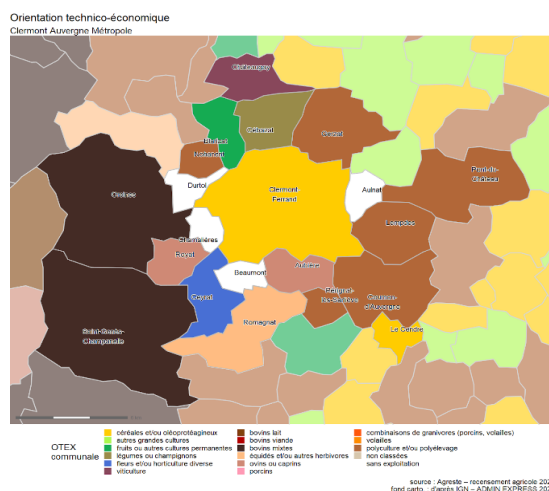 Orientation technico-économique
Clermont Auvergne Métropole
Châteaugay
Cébazat
Gerzat
Blanzat
Nohanent
Pont-du-
Château
Durtol
Orcines
Clermont
Ferrand
Aulnat
Lempdes
Chamalières
Royat
Aubière
Beaumont
Ceyrat
Pérignat-
lès-Sarliève
Cournon-
d'Auvergne
Romagnat
Le Cendre
Saint-Genès-
Champanelle
OTEX
communale
céréales et/ou oléoprotéagineux
autres grandes cultures
fruits ou autres cultures permanentes
légumes ou champignons
fleurs et/ou horticulture diverse
viticulture
bovins lait
bovins viande
bovins mixtes
équidés et/ou autres herbivores
ovins ou caprins
porcins
combinaisons de granivores (porcins, volailles)
volailles
polyculture et/ou polyélevage
non classées
sans exploitation
source : Agreste – recensement agricole 202
fond carto. : d'après IGN – ADMIN EXPRESS 202